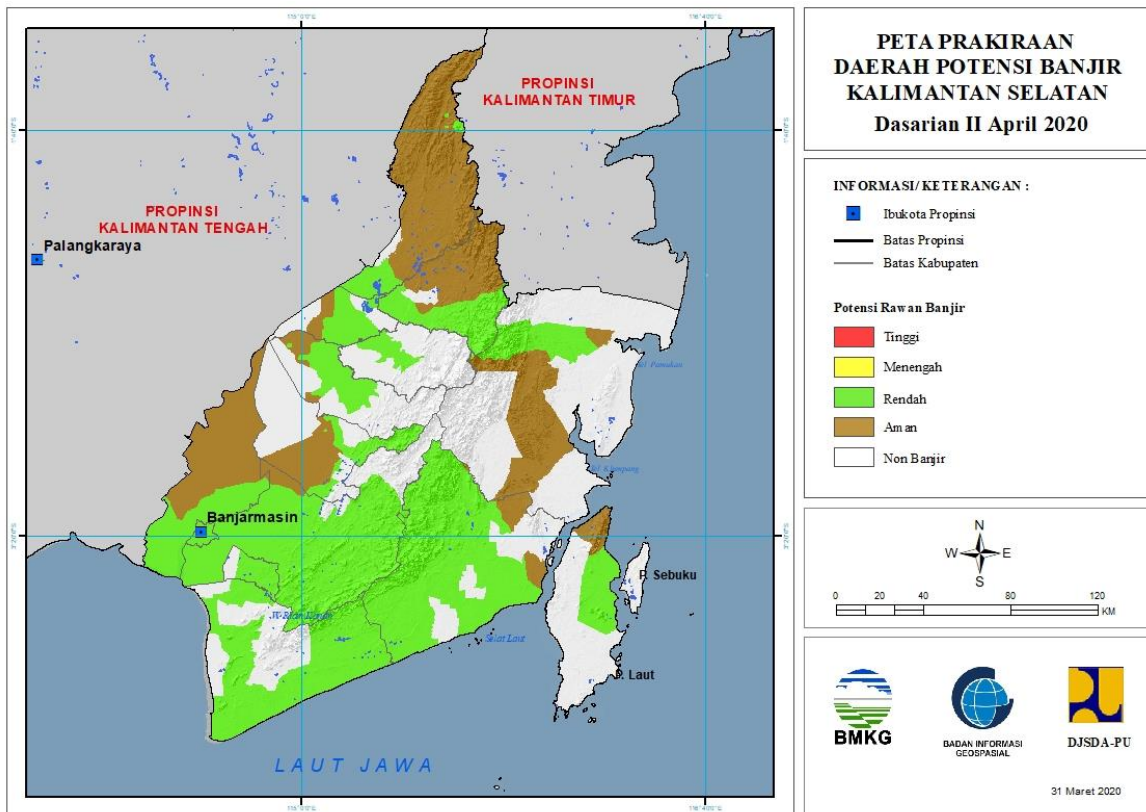 PETA PRAKIRAAN
DAERAH POTENSI BANJIR
KALIMANTAN SELATAN
Dasarian II April 2020
INFORMASI/ KETERANGAN :
Ibukota Propinsi
Batas Propinsi
Batas Kabupaten
Potensi Rawan Banjir
Tinggi
Menengah
Rendah
Aman
Non Banjir
N
W E
S
0 20 40 80 120
KM
BMKG
BADAN INFORMASI
GEOSPASIAL
DJSDA-PU
31 Maret 2020
PROPINSI
KALIMANTAN TIMUR
PROPINSI
KALIMANTAN TENGAH
Palangkaraya
Banjarmasin
P. Sebuku
Selat Laut
Laut
LAUT JAWA